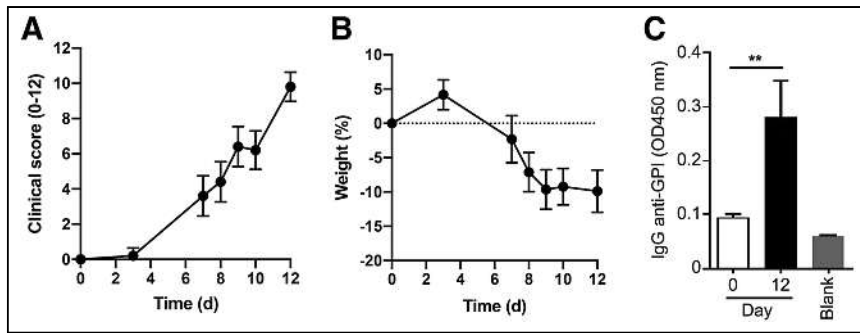 A
Clinical score (0-12)
12
10
8
6
4
2
0
0 2 4 6 8 10 12
Time (d)
B
Weight (%)
10
5
0
-5
-10
-15
-20
0 2 4 6 8 10 12
Time (d)
C
IgG anti-GPI (OD450 nm)
0.4
0.3
0.2
0.1
0
**
0 12
Day
Blank